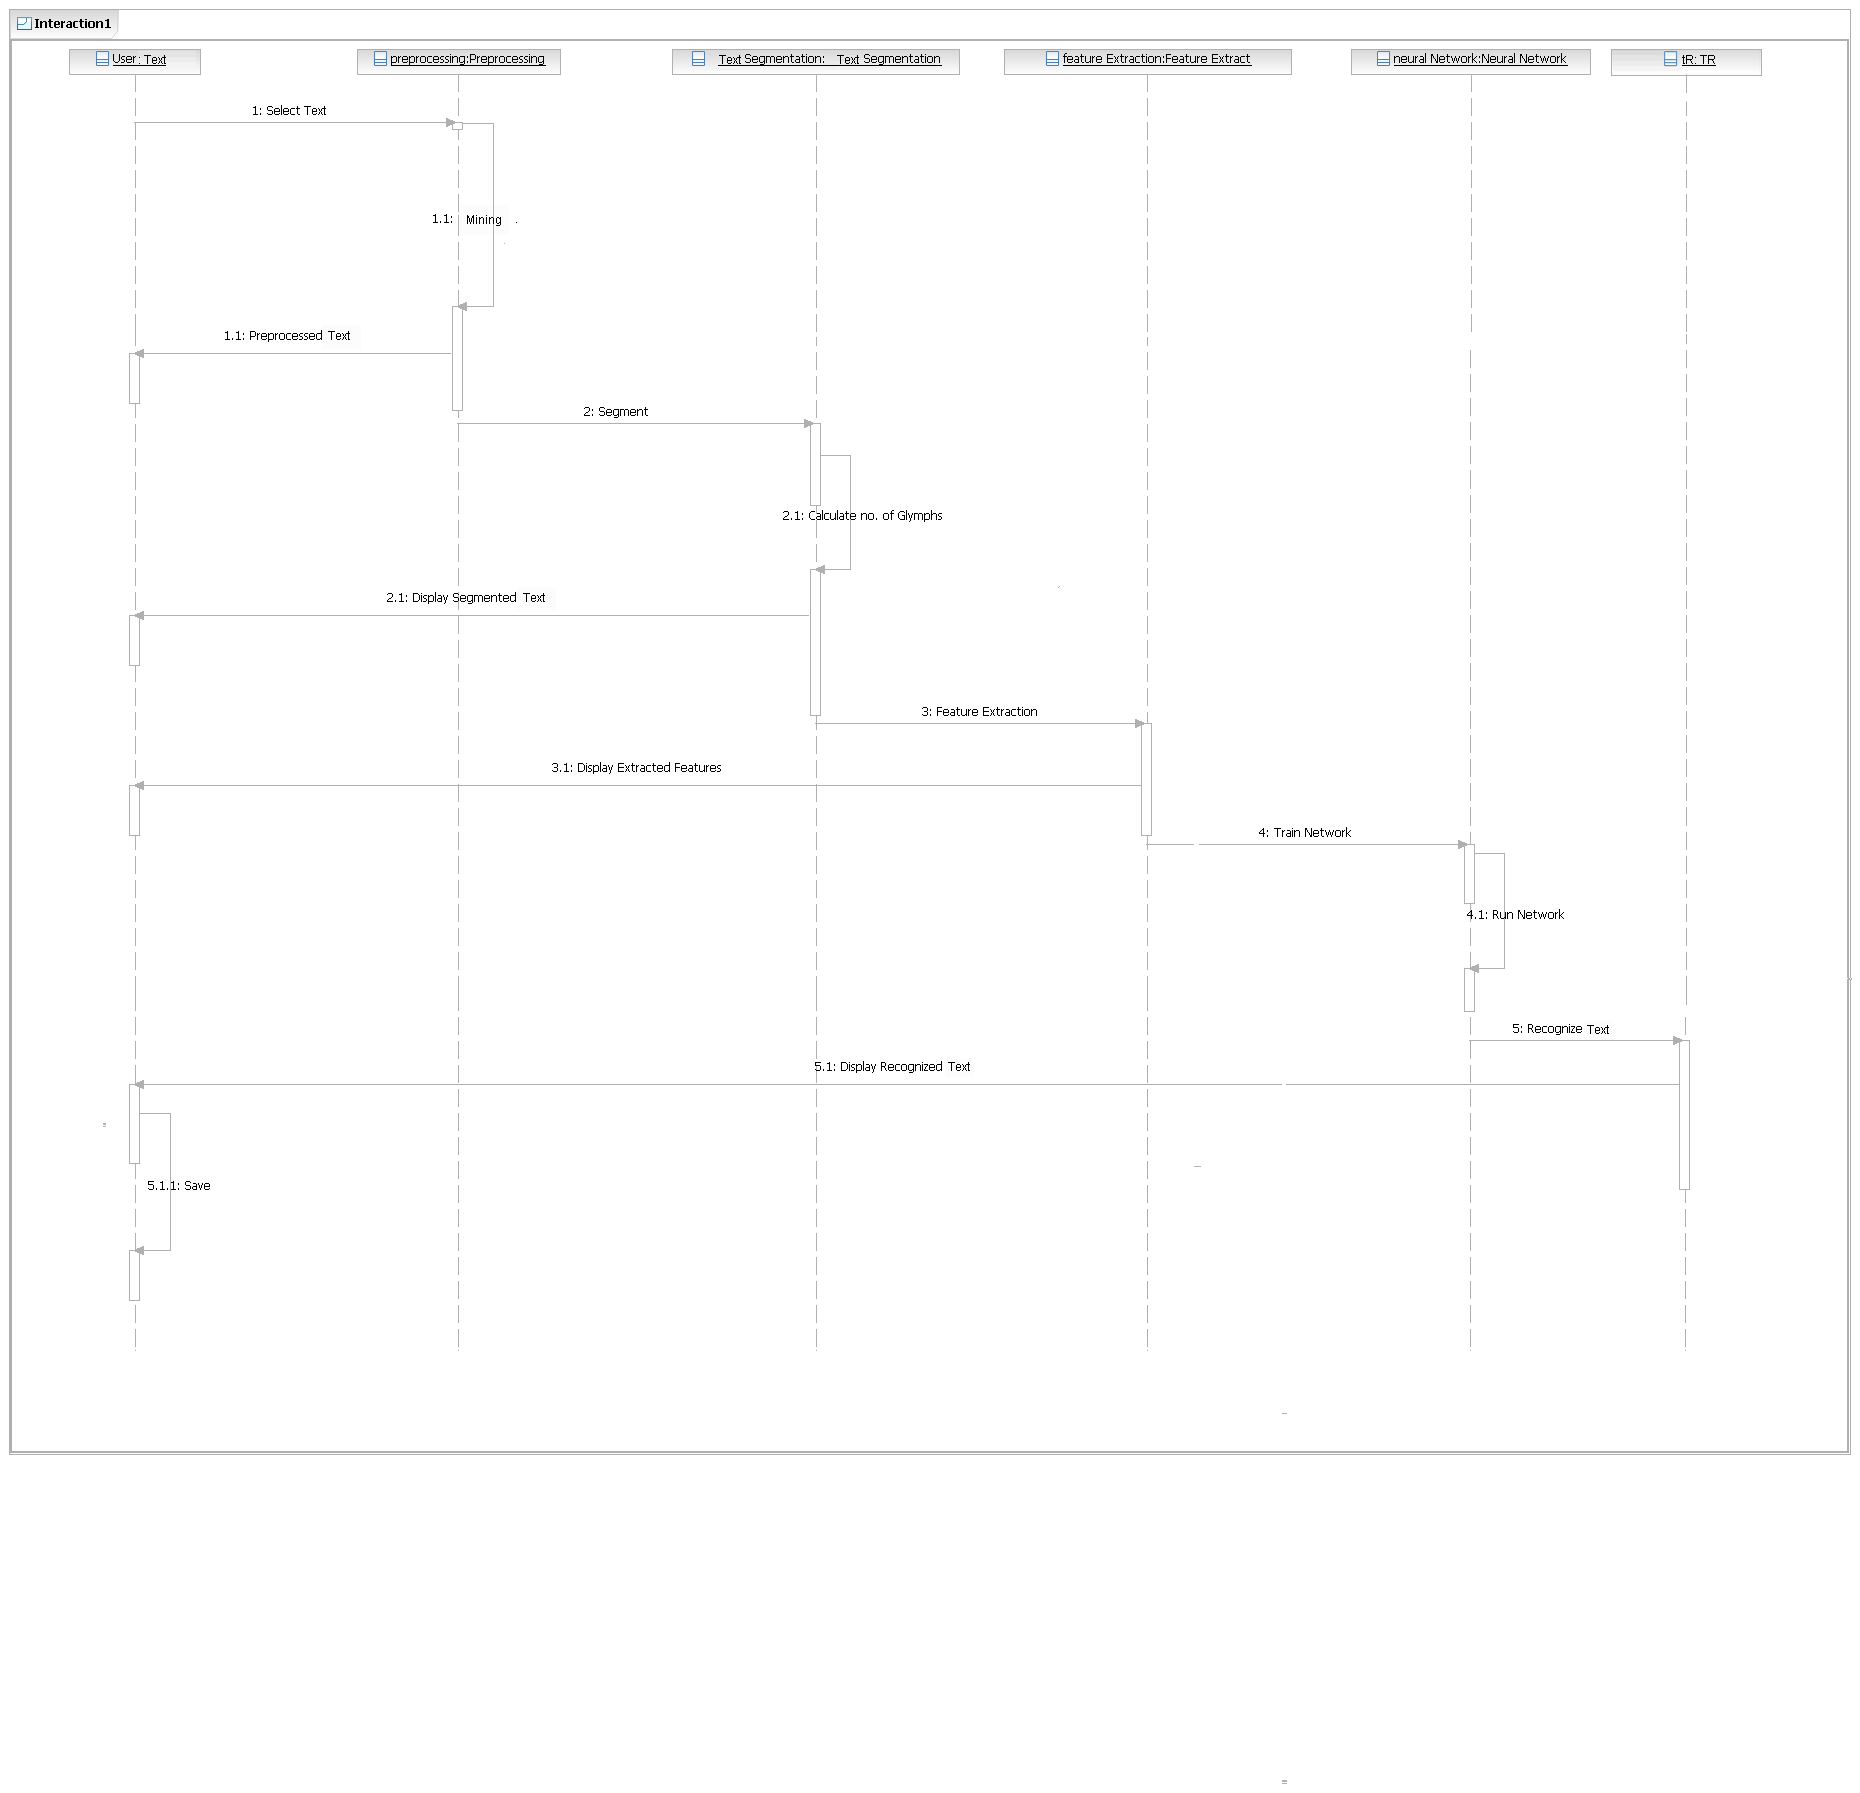 Interaction1
User: Text
preprocessing:Preprocessing
Text Segmentation: Text Segmentation
feature Extraction:Feature Extract
neural Network:Neural Network
tR: TR
1: Select Text
1.1: Mining
1.1: Preprocessed Text
2: Segment
2.1: Calculate no. of Glymphs
2.1: Display Segmented Text
3: Feature Extraction
3.1: Display Extracted Features
4: Train Network
4.1: Run Network
5: Recognize Text
5.1: Display Recognized Text
5.1.1: Save